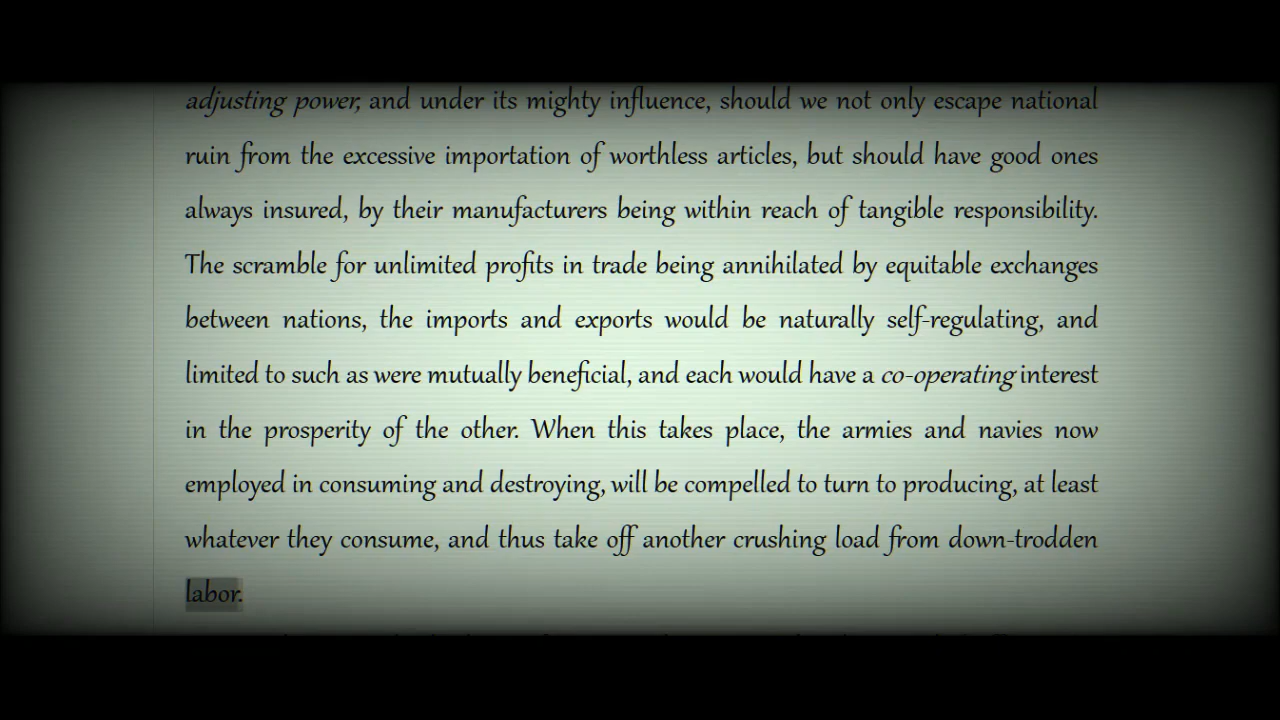 adjusting power, and under its mighty influence, should we not only escape national
ruin from the excessive importation of worthless articles, but should have good ones
always insured, by their manufacturers being within reach of tangible responsibility.
The scramble for unlimited profits in trade being annihilated by equitable exchanges
between nations, the imports and exports would be naturally self-regulating, and
limited to such as were mutually beneficial, and each would have a co-operating interest
in the prosperity of the other. When this takes place, the armies and navies now
employed in consuming and destroying, will be compelled to turn to producing, at least
whatever they consume, and thus take off another crushing load from down-trodden
labor.